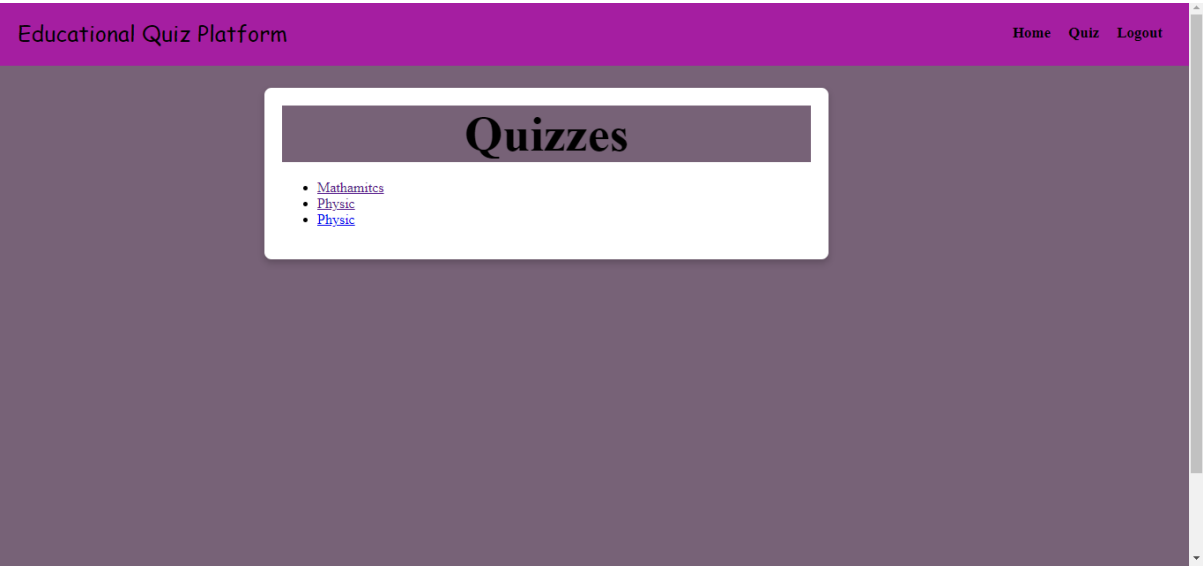 Educational Quiz Platform
Home Quiz Logout
Quizzes
Mathamitcs
Physic
Physic